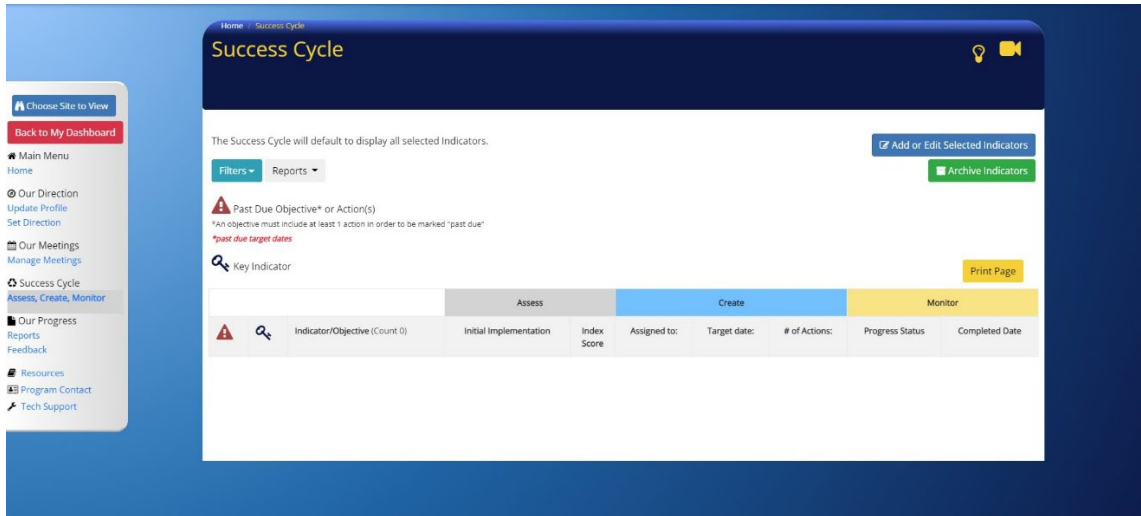 Home / Success Cycle
Success Cycle
Choose Site to View
Back to My Dashboard
Main Menu
Home
Our Direction
Update Profile
Set Direction
Our Meetings
Manage Meetings
Success Cycle
Assess, Create, Monitor
Our Progress
Reports
Feedback
Resources
Program Contact
Tech Support
The Success Cycle will default to display all selected Indicators.
Add or Edit Selected Indicators
Filters Reports
Archive Indicators
Past Due Objective* or Action(s)
*An objective must include at least 1 action in order to be marked "past due"
*past due target dates
Key Indicator
Print Page
Assess Create Monitor
Indicator/Objective (Count 0) Initial Implementation Index Score Assigned to: Target date: # of Actions: Progress Status Completed Date